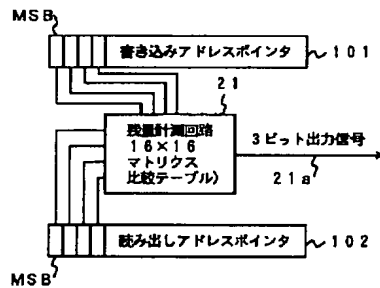 MSB
書き込みアドレスポインタ
101
21
残量計測回路
16×16
マトリクス
比較テーブル)
3ビット出力信号
21a
読み出しアドレスポインタ
102
MSB